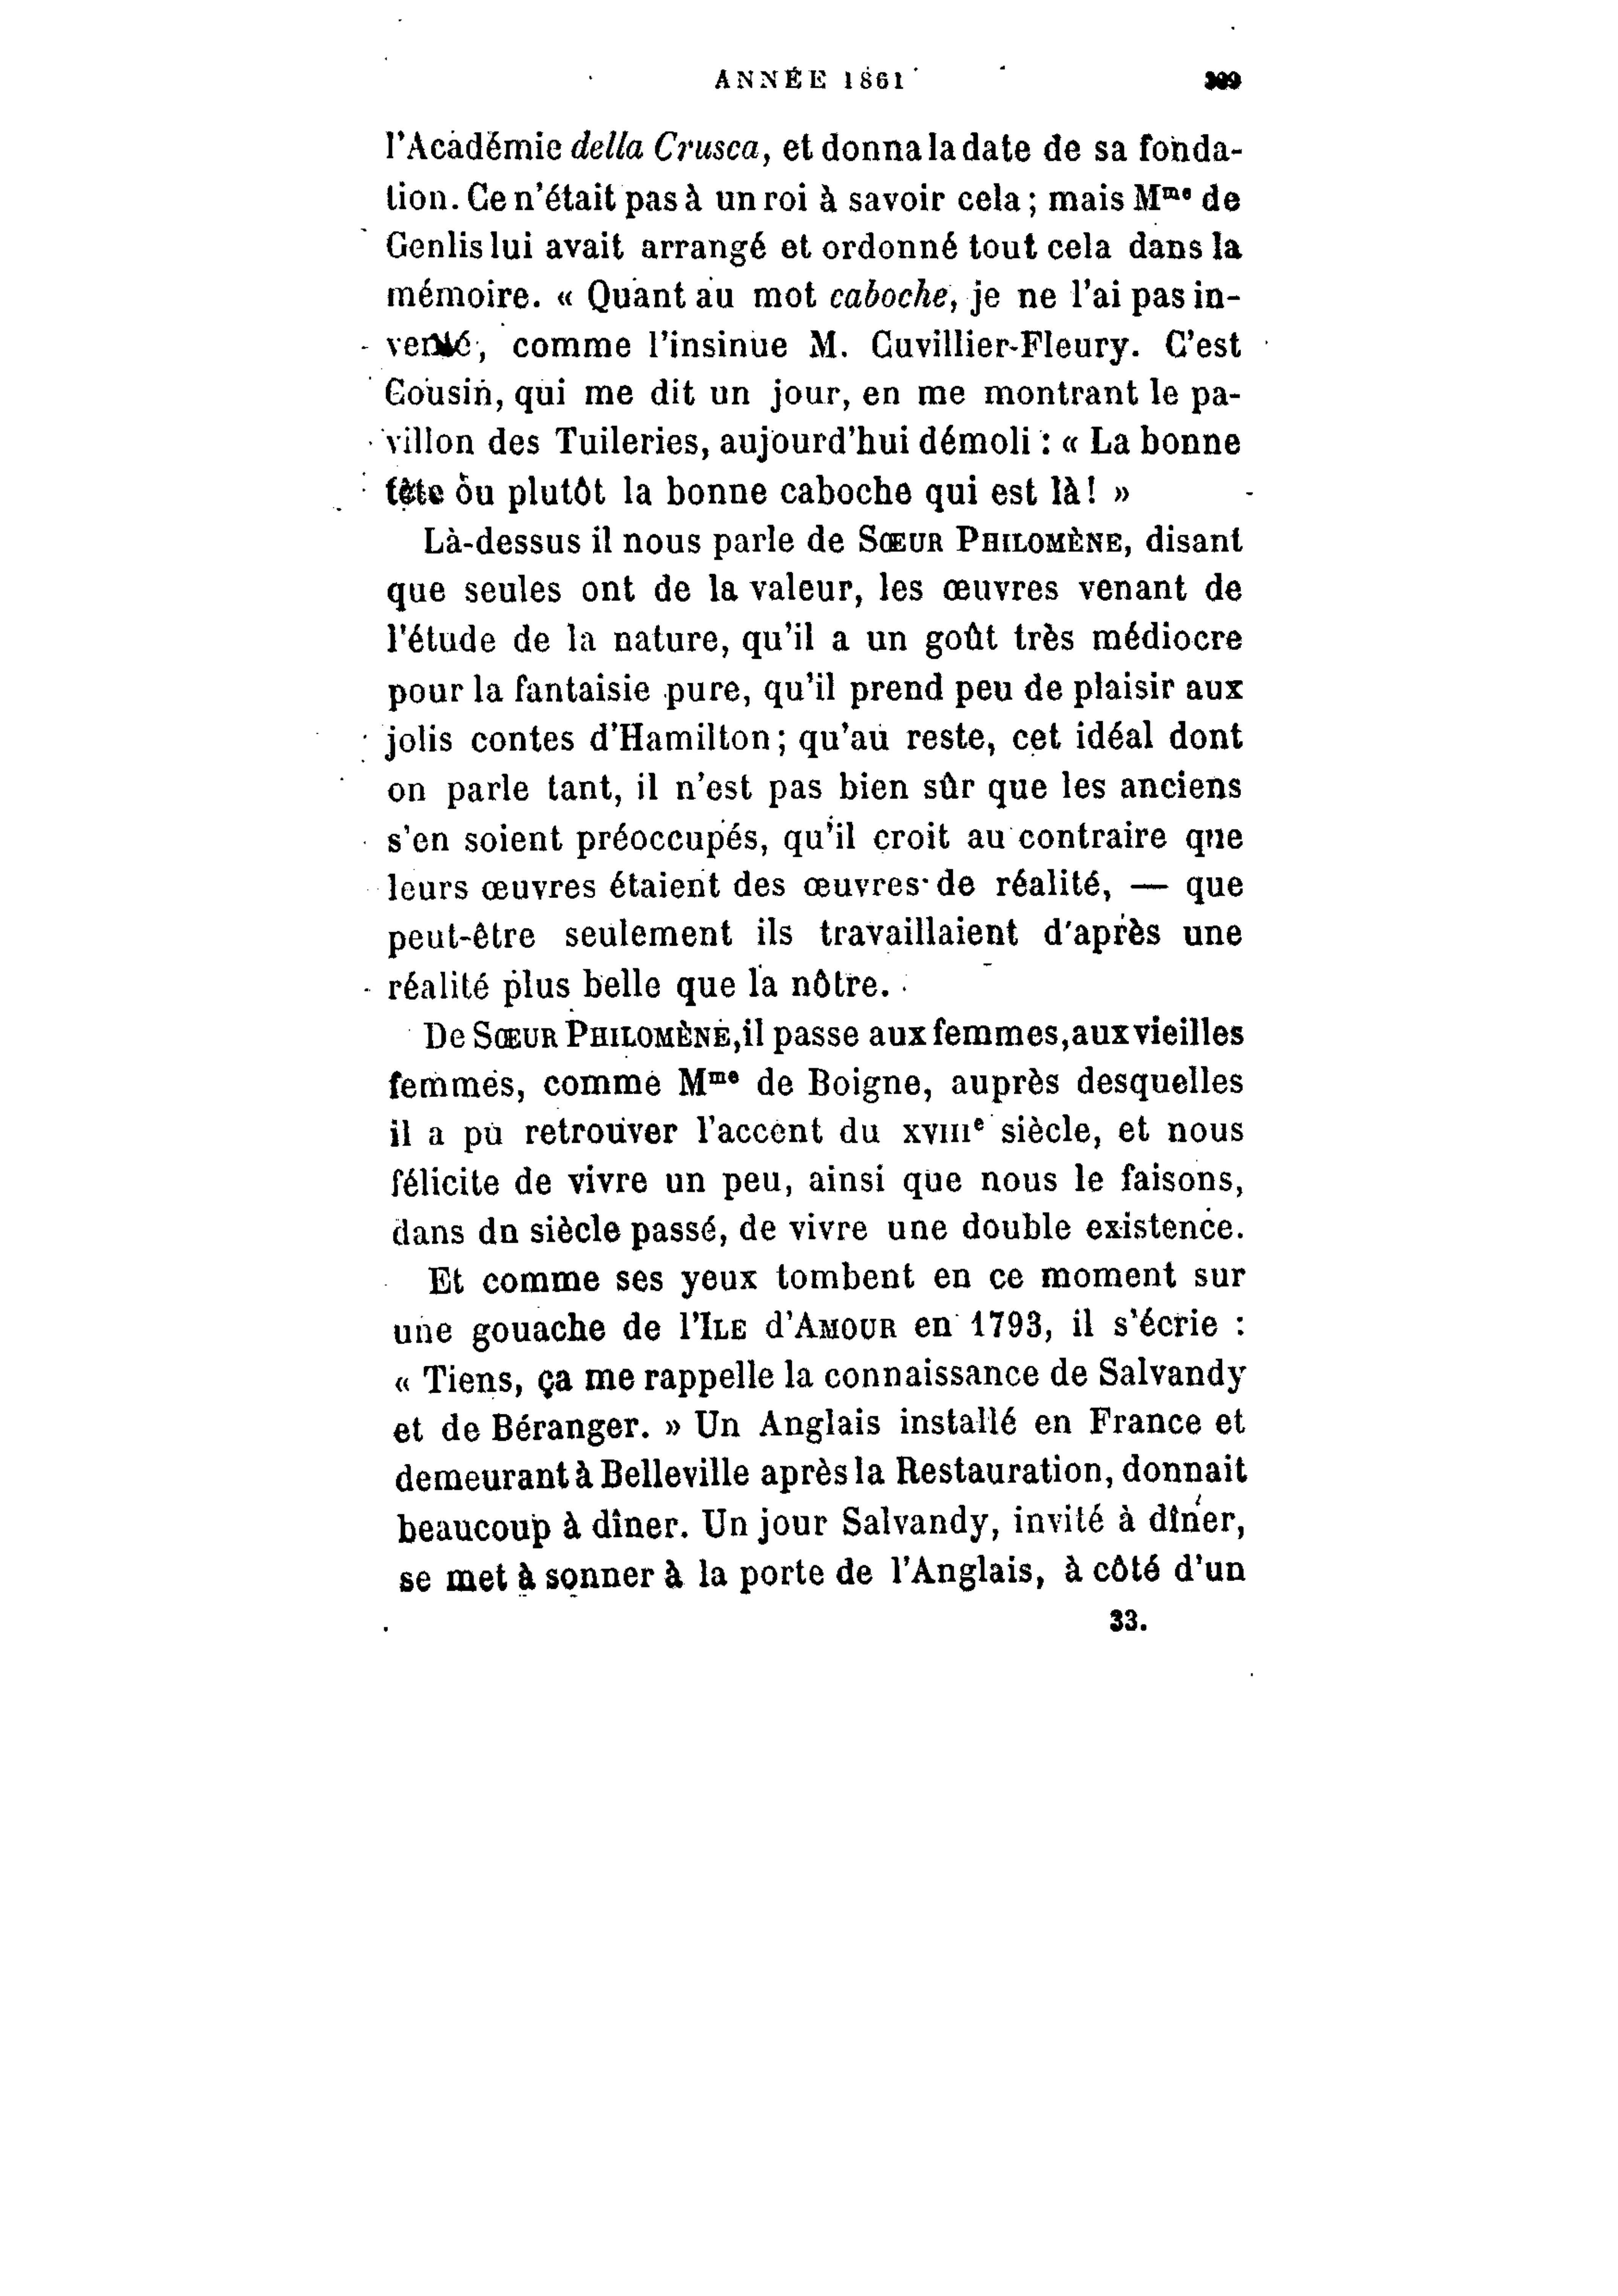 ANNÉE 1861 389
l'Académie della Crusca, et donna la date de sa fonda-
tion. Ce n'était pas à un roi à savoir cela ; mais Mme de
Genlis lui avait arrangé et ordonné tout cela dans la
mémoire. « Quant au mot caboche, je ne l'ai pas in-
venté, comme l'insinue M. Cuvillier-Fleury. C'est
Cousin, qui me dit un jour, en me montrant le pa-
villon des Tuileries, aujourd'hui démoli : « La bonne
tête ou plutôt la bonne caboche qui est là! »
Là-dessus il nous parle de SŒUR PHILOMÈNE, disant
que seules ont de la valeur, les œuvres venant de
l'étude de la nature, qu'il a un goût très médiocre
pour la fantaisie pure, qu'il prend peu de plaisir aux
jolis contes d'Hamilton; qu'au reste, cet idéal dont
on parle tant, il n'est pas bien sûr que les anciens
s'en soient préoccupés, qu'il croit au contraire que
leurs œuvres étaient des œuvres de réalité, — que
peut-être seulement ils travaillaient d'après une
réalité plus belle que la nôtre.
De SŒUR PHILOMÈNE, il passe aux femmes, aux vieilles
femmes, comme Mme de Boigne, auprès desquelles
il a pu retrouver l'accent du XVIIIe siècle, et nous
félicite de vivre un peu, ainsi que nous le faisons,
dans dn siècle passé, de vivre une double existence.
Et comme ses yeux tombent en ce moment sur
une gouache de l'ILE d'AMOUR en 1793, il s'écrie :
« Tiens, ça me rappelle la connaissance de Salvandy
et de Béranger. » Un Anglais installé en France et
demeurant à Belleville après la Restauration, donnait
beaucoup à dîner. Un jour Salvandy, invité à dîner,
se met à sonner à la porte de l'Anglais, à côté d'un
33.